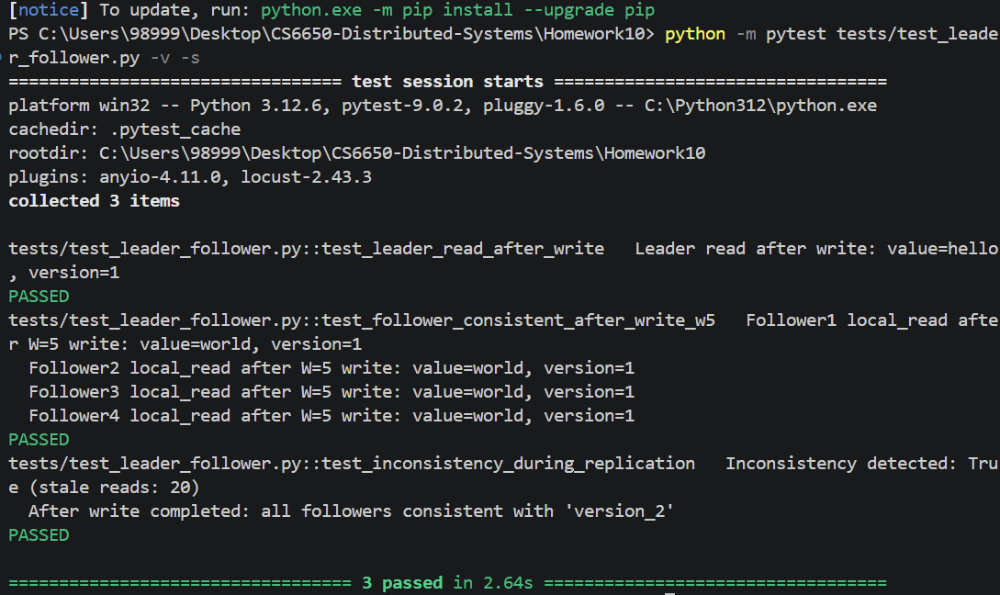 [notice] To update, run: python.exe -m pip install --upgrade pip
PS C:\Users\98999\Desktop\CS6650-Distributed-Systems\Homework10> python -m pytest tests/test_leade
r_follower.py -v -s
================================= test session starts =================================
platform win32 -- Python 3.12.6, pytest-9.0.2, pluggy-1.6.0 -- C:\Python312\python.exe
cachedir: .pytest_cache
rootdir: C:\Users\98999\Desktop\CS6650-Distributed-Systems\Homework10
plugins: anyio-4.11.0, locust-2.43.3
collected 3 items

tests/test_leader_follower.py::test_leader_read_after_write   Leader read after write: value=hello
, version=1
PASSED
tests/test_leader_follower.py::test_follower_consistent_after_write_w5   Follower1 local_read afte
r W=5 write: value=world, version=1
  Follower2 local_read after W=5 write: value=world, version=1
  Follower3 local_read after W=5 write: value=world, version=1
  Follower4 local_read after W=5 write: value=world, version=1
PASSED
tests/test_leader_follower.py::test_inconsistency_during_replication   Inconsistency detected: Tru
e (stale reads: 20)
  After write completed: all followers consistent with 'version_2'
PASSED

================================== 3 passed in 2.64s ==================================